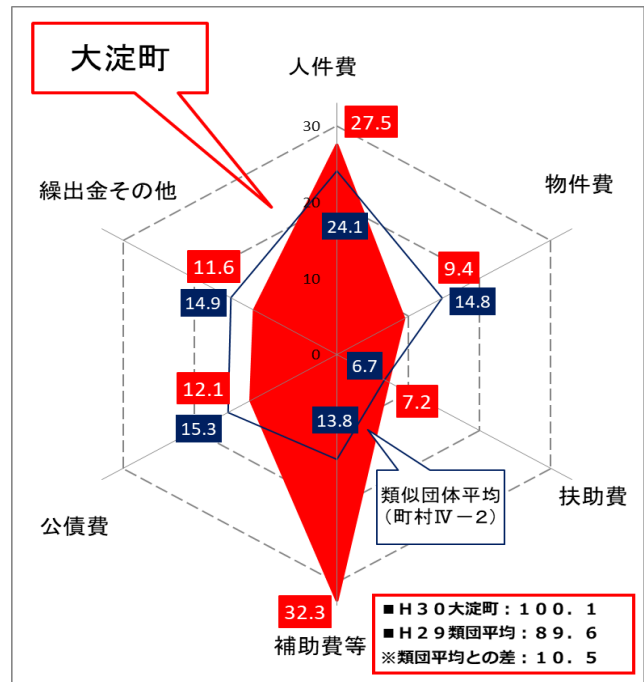 大淀町
人件費
30
27.5
繰出金その他
物件費
20
24.1
11.6
9.4
14.9
14.8
10
0
6.7
12.1
7.2
15.3
13.8
類似団体平均
（町村Ⅳ－2）
公債費
扶助費
32.3
補助費等
■Ｈ３０大淀町：１００．１
■Ｈ２９類団平均：８９．６
※類団平均との差：１０．５